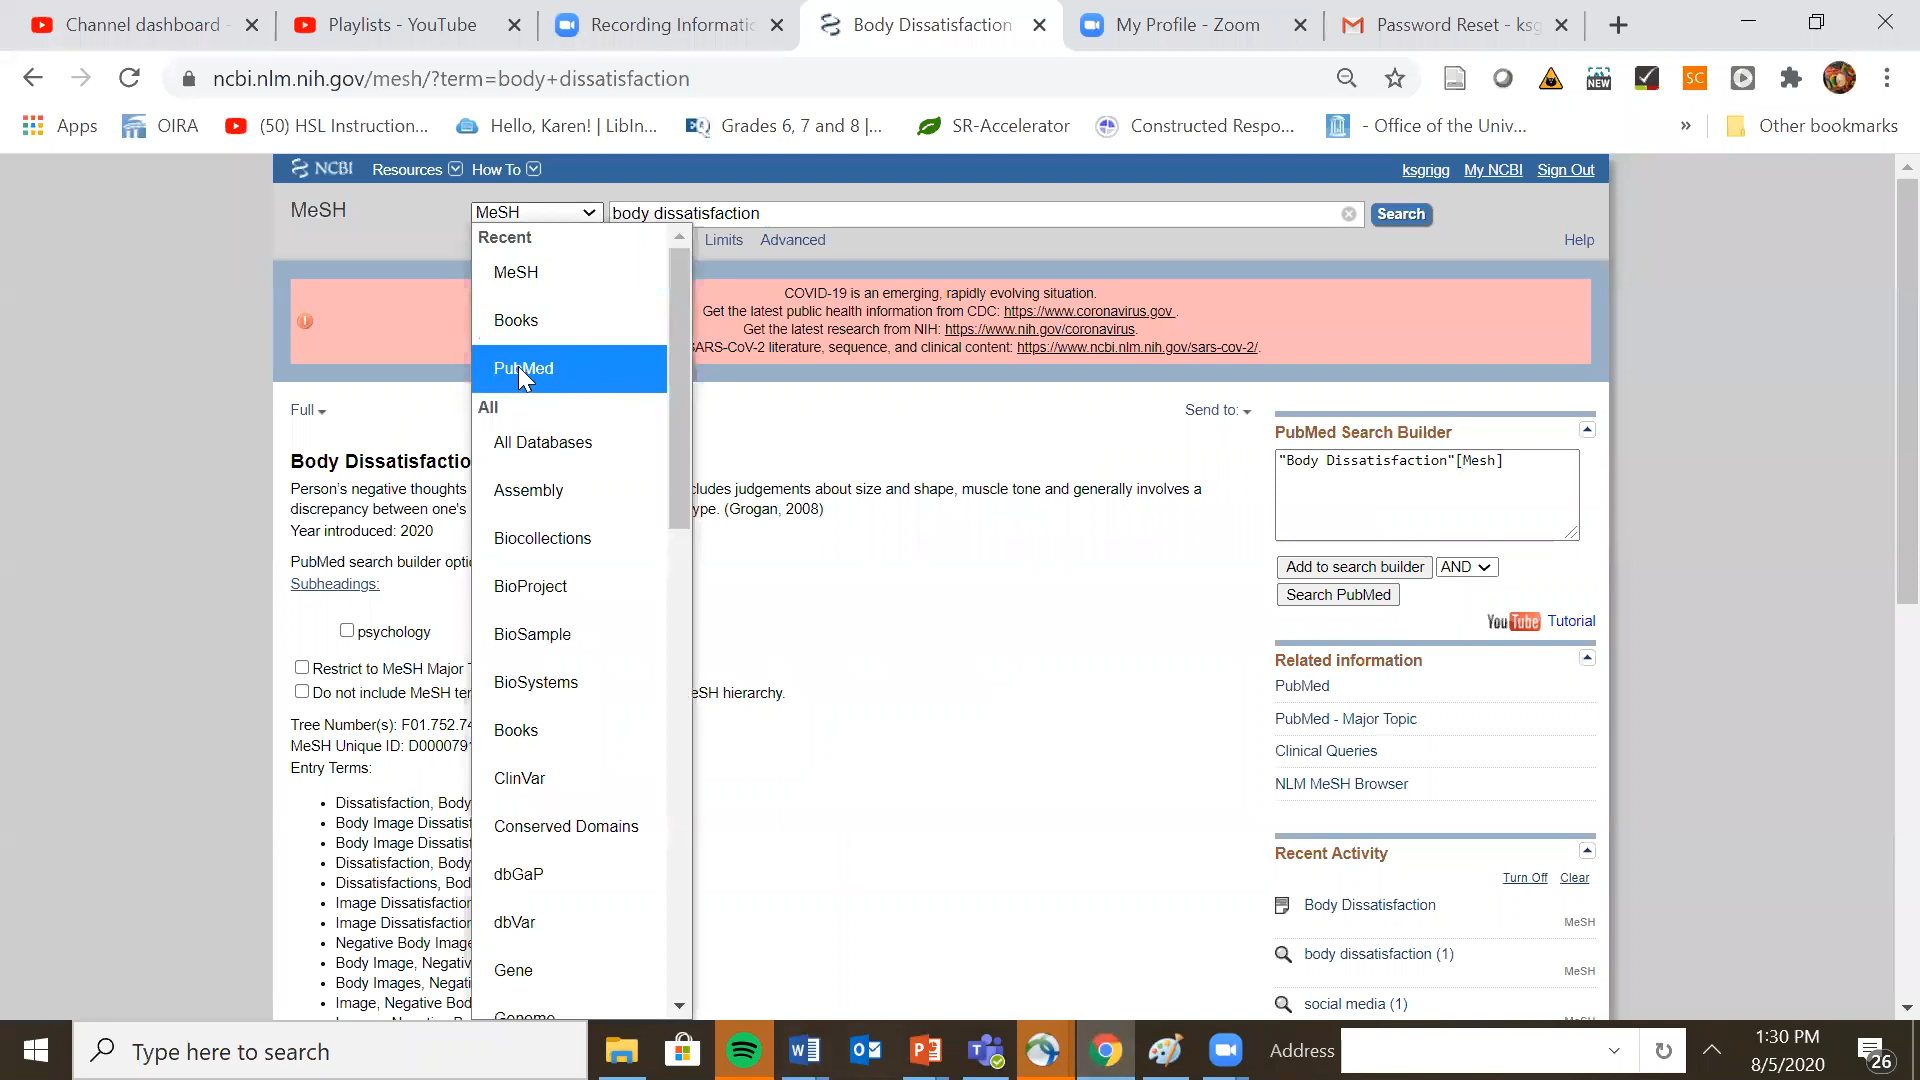 Channel dashboard
Playlists - YouTube
Recording Informatic
Body Dissatisfaction
My Profile - Zoom
Password Reset - ksg
ncbi.nlm.nih.gov/mesh/?term=body+dissatisfaction
NEW
SC
Apps
OIRA
(50) HSL Instruction...
Hello, Karen! | LibIn...
Grades 6, 7 and 8 |...
SR-Accelerator
Constructed Respo...
- Office of the Univ...
»
Other bookmarks
NCBI
Resources
How To
ksgrigg
My NCBI
Sign Out
MeSH
MeSH
body dissatisfaction
Search
Limits
Advanced
Help
Recent
MeSH
Books
PubMed
All
All Databases
Assembly
Biocollections
BioProject
BioSample
BioSystems
Books
ClinVar
Conserved Domains
dbGaP
dbVar
Gene
Genome
COVID-19 is an emerging, rapidly evolving situation.
Get the latest public health information from CDC: https://www.coronavirus.gov .
Get the latest research from NIH: https://www.nih.gov/coronavirus.
SARS-CoV-2 literature, sequence, and clinical content: https://www.ncbi.nlm.nih.gov/sars-cov-2/.
Full
Send to:
Body Dissatisfactio
Person's negative thoughts cludes judgements about size and shape, muscle tone and generally involves a
discrepancy between one's ype. (Grogan, 2008)
Year introduced: 2020
PubMed search builder opti
Subheadings:
psychology
Restrict to MeSH Major T
Do not include MeSH ter eSH hierarchy.
Tree Number(s): F01.752.74
MeSH Unique ID: D0000791
Entry Terms:
• Dissatisfaction, Body
• Body Image Dissatisf
• Body Image Dissatisf
• Dissatisfaction, Body
• Dissatisfactions, Bod
• Image Dissatisfaction
• Image Dissatisfaction
• Negative Body Image
• Body Image, Negativ
• Body Images, Negati
• Image, Negative Bod
PubMed Search Builder
"Body Dissatisfaction"[Mesh]
Add to search builder
AND
Search PubMed
YouTube Tutorial
Related information
PubMed
PubMed - Major Topic
Clinical Queries
NLM MeSH Browser
Recent Activity
Turn Off
Clear
Body Dissatisfaction
MeSH
body dissatisfaction (1)
MeSH
social media (1)
Type here to search
Address
1:30 PM
8/5/2020
26